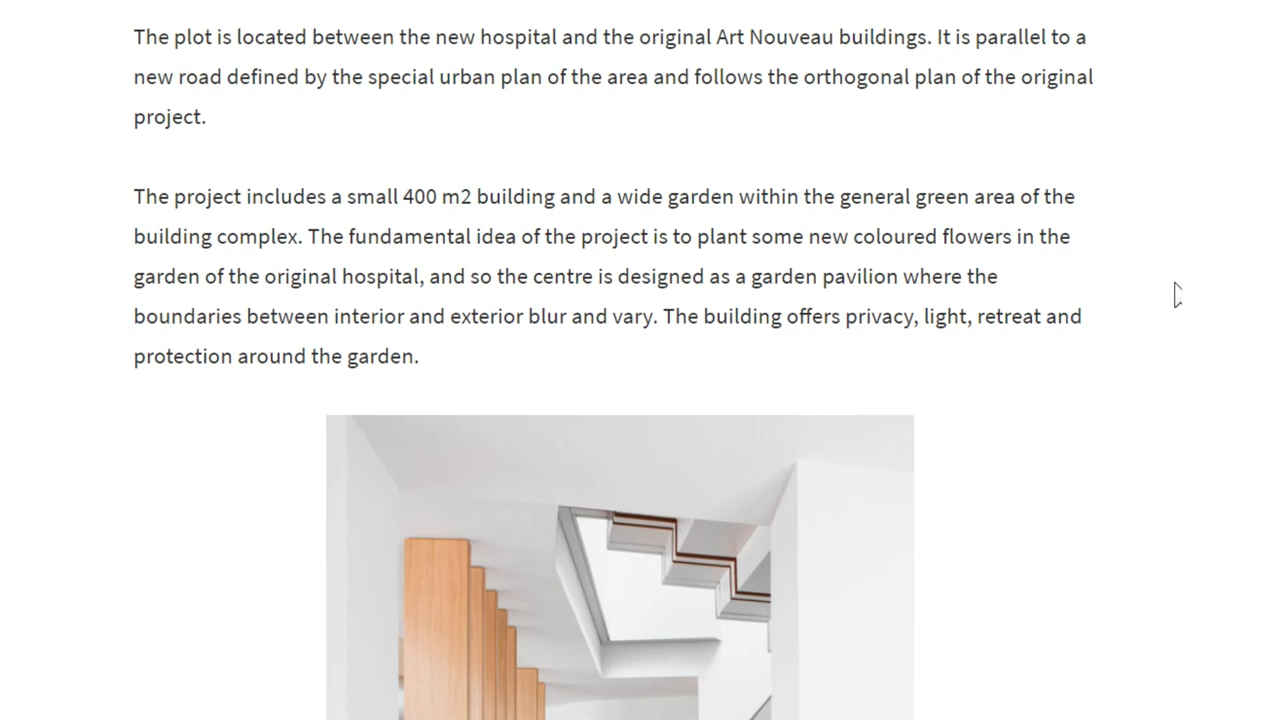 The plot is located between the new hospital and the original Art Nouveau buildings. It is parallel to a
new road defined by the special urban plan of the area and follows the orthogonal plan of the original
project.
The project includes a small 400 m2 building and a wide garden within the general green area of the
building complex. The fundamental idea of the project is to plant some new coloured flowers in the
garden of the original hospital, and so the centre is designed as a garden pavilion where the
boundaries between interior and exterior blur and vary. The building offers privacy, light, retreat and
protection around the garden.